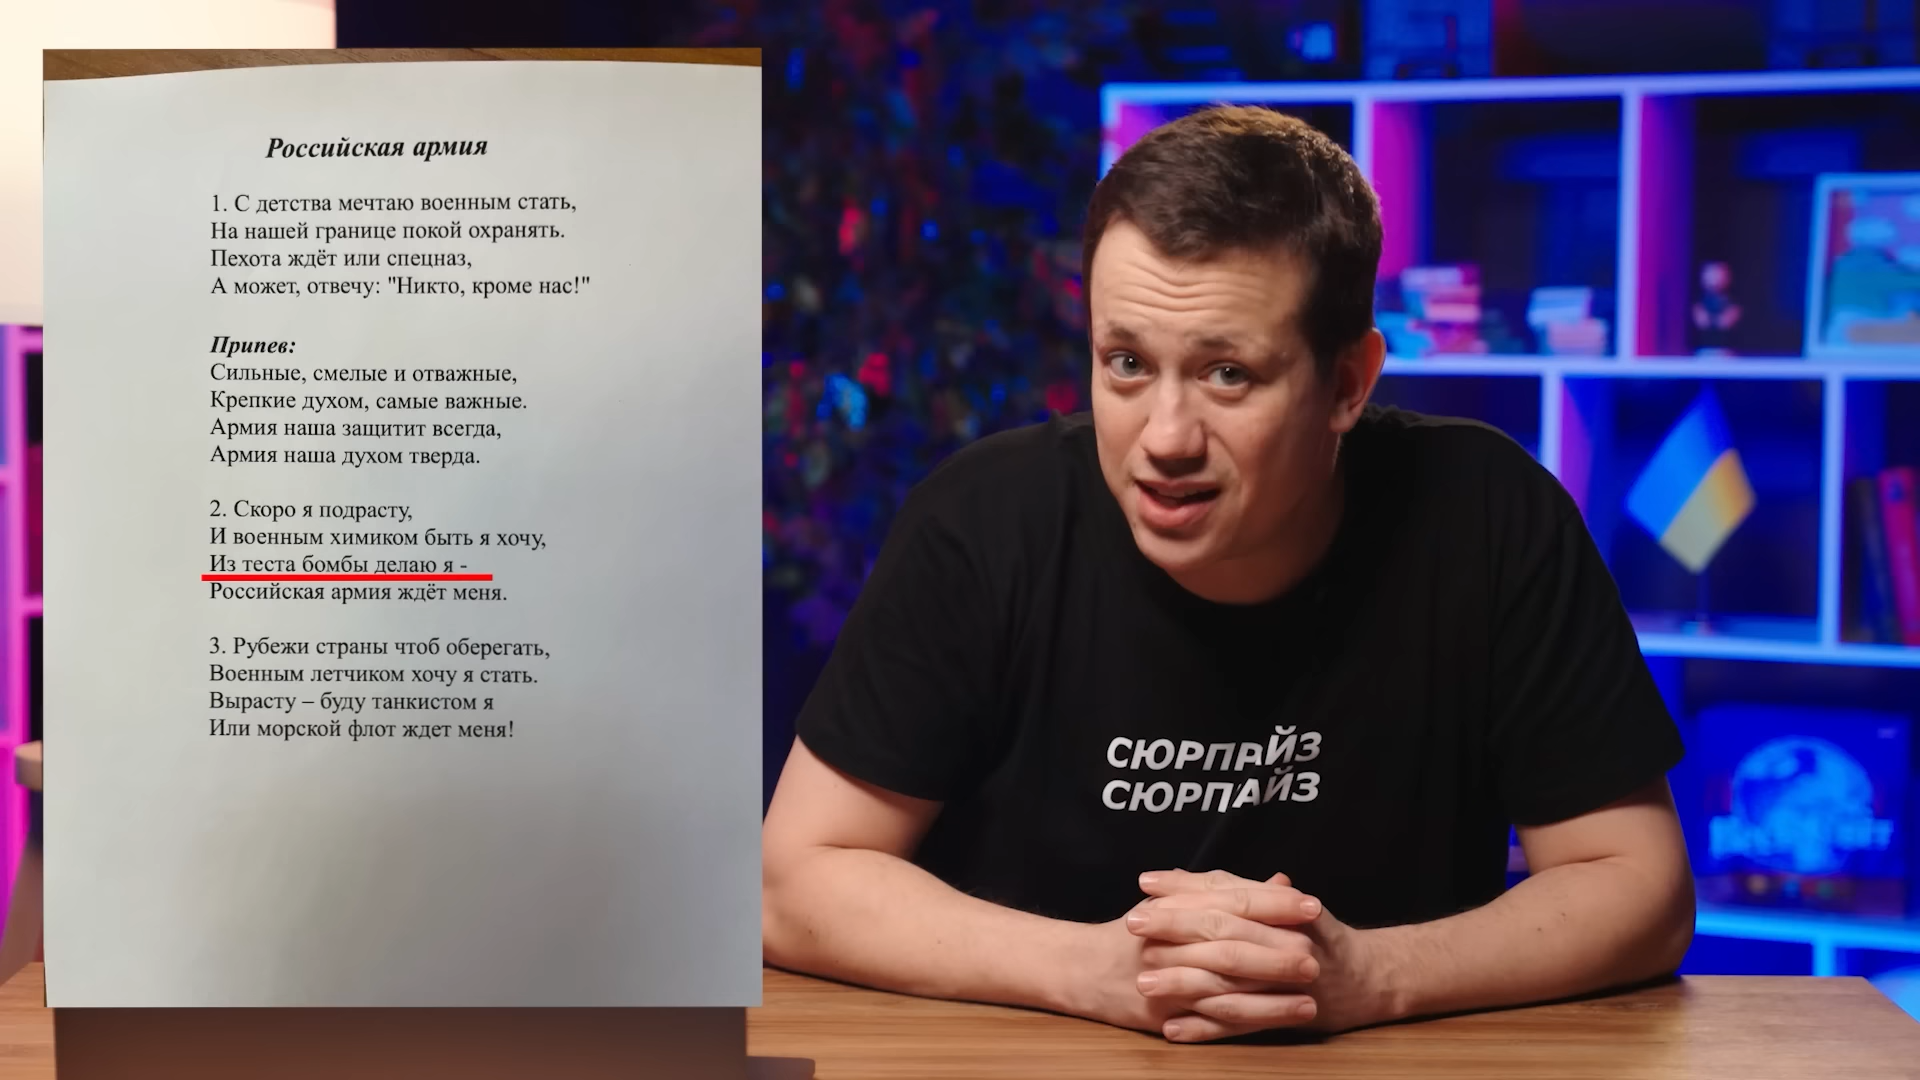 Российская армия
1. С детства мечтаю военным стать,
На нашей границе покой охранять.
Пехота ждёт или спецназ,
А может, отвечу: "Никто, кроме нас!"
Припев:
Сильные, смелые и отважные,
Крепкие духом, самые важные.
Армия наша защитит всегда,
Армия наша духом тверда.
2. Скоро я подрасту,
И военным химиком быть я хочу,
Из теста бомбы делаю я -
Российская армия ждёт меня.
3. Рубежи страны чтоб оберегать,
Военным летчиком хочу я стать.
Вырасту – буду танкистом я
Или морской флот ждет меня!
СЮРПРАЙЗ
СЮРПРАЙЗ